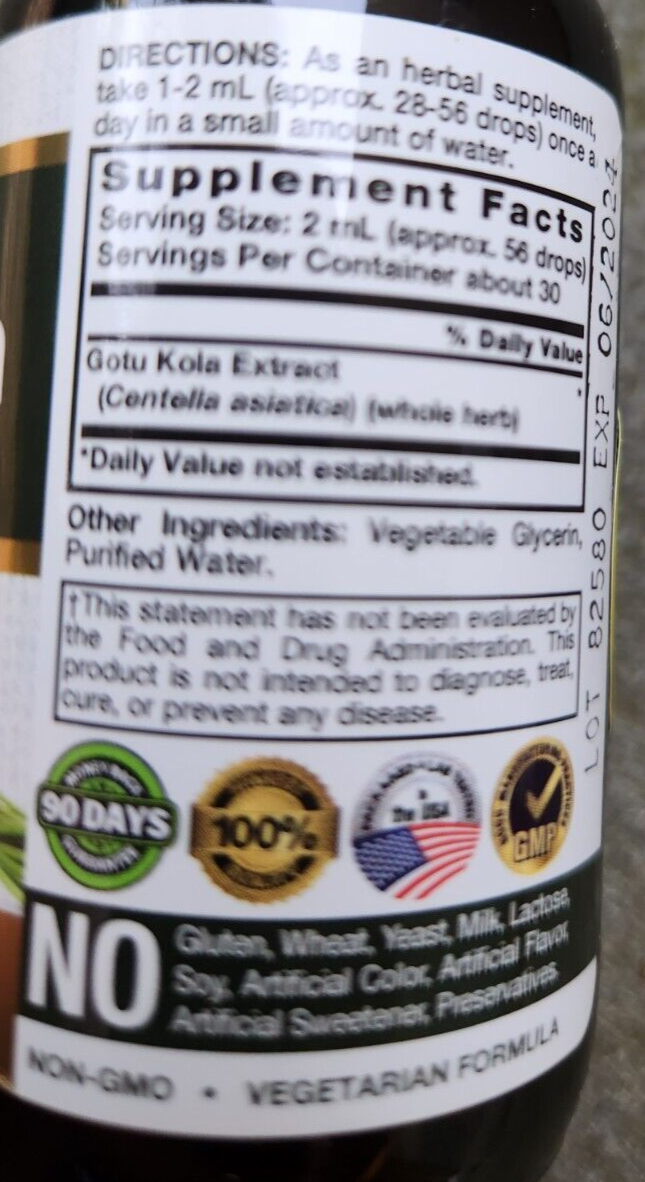 DIRECTIONS: As an herbal supplement,
take 1-2 mL (approx. 28-56 drops) once a
day in a small amount of water.
Supplement Facts
Serving Size: 2 mL (approx. 56 drops)
Servings Per Container about 30
% Daily Value
Gotu Kola Extract *
(Centella asiatica) (whole herb)
*Daily Value not established.
Other Ingredients: Vegetable Glycerin,
Purified Water.
†This statement has not been evaluated by
the Food and Drug Administration. This
product is not intended to diagnose, treat,
cure, or prevent any disease.
LOT 82580 EXP 06/2024
90 DAYS
100%
in
the USA
GMP
NO
Gluten, Wheat, Yeast, Milk, Lactose,
Soy, Artificial Color, Artificial Flavor,
Artificial Sweetener, Preservatives.
NON-GMO • VEGETARIAN FORMULA